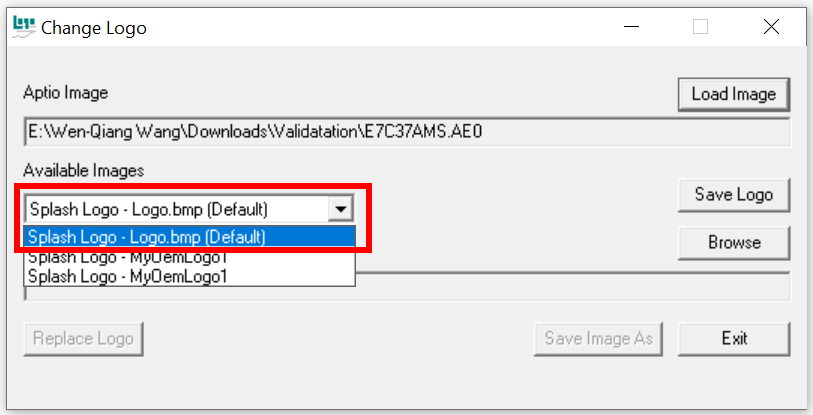 Logo
Change Logo
Aptio Image
Load Image
E:\Wen-Qiang Wang\Downloads\Validatation\E7C37AMS.AE0
Available Images
Splash Logo - Logo.bmp (Default)
Save Logo
Splash Logo - Logo.bmp (Default)
Browse
Splash Logo - MyOemLogo1
Splash Logo - MyOemLogo1
Replace Logo
Save Image As
Exit